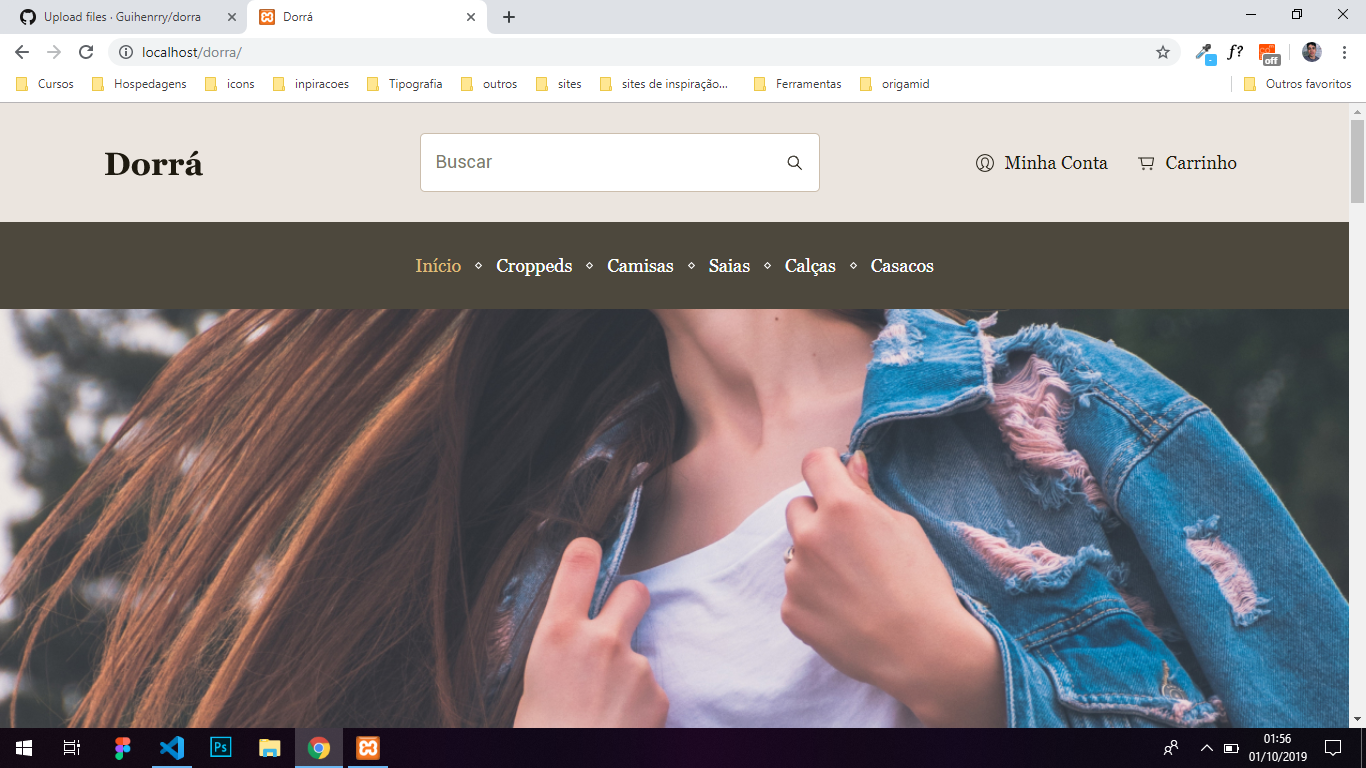 Upload files · Guihenrry/dorra
Dorrá
localhost/dorra/
f?
off
Cursos
Hospedagens
icons
inpiracoes
Tipografia
outros
sites
sites de inspiração...
Ferramentas
origamid
Outros favoritos
Dorrá
Buscar
Minha Conta
Carrinho
Início
Croppeds
Camisas
Saias
Calças
Casacos
Ps
01:56
01/10/2019